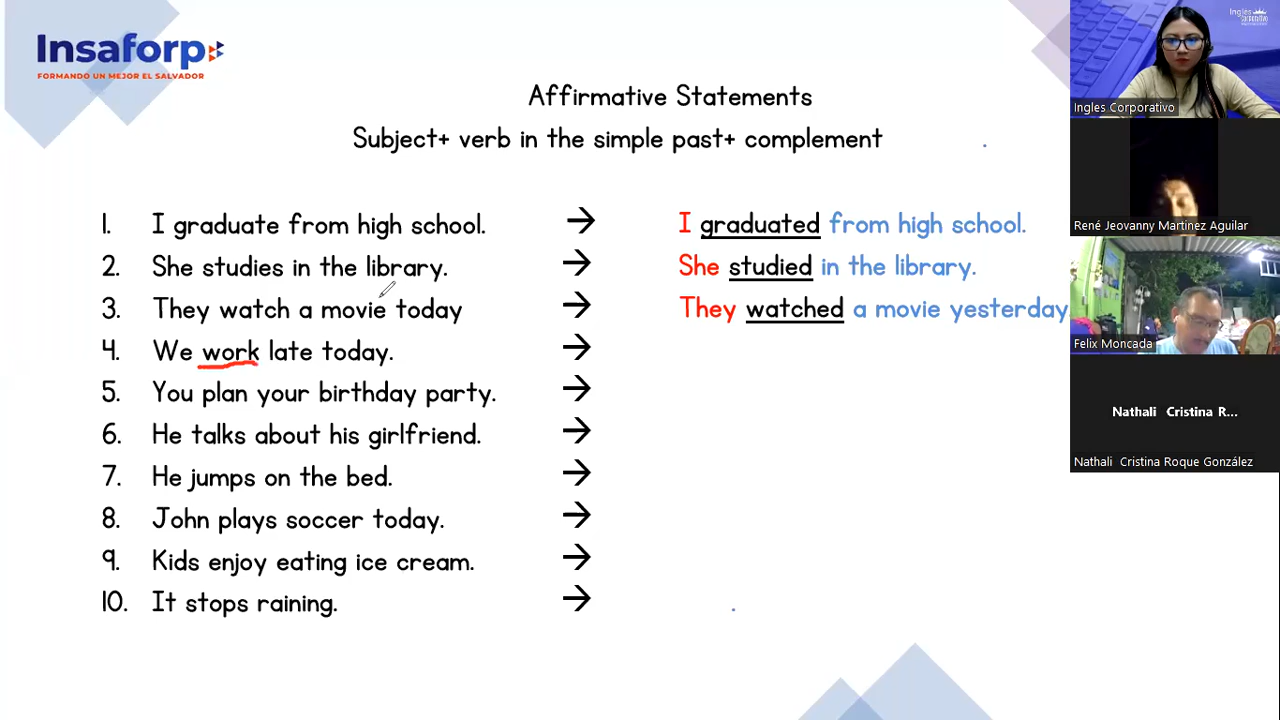 Insaforp
FORMANDO UN MEJOR EL SALVADOR
Affirmative Statements
Subject+ verb in the simple past+ complement
1. I graduate from high school. → I graduated from high school.
2. She studies in the library. → She studied in the library.
3. They watch a movie today → They watched a movie yesterday
4. We work late today. →
5. You plan your birthday party. →
6. He talks about his girlfriend. →
7. He jumps on the bed. →
8. John plays soccer today. →
9. Kids enjoy eating ice cream. →
10. It stops raining. →
Ingles
Ingles Corporativo
René Jeovanny Martinez Aguilar
Felix Moncada
Nathali Cristina R...
Nathali Cristina Roque González